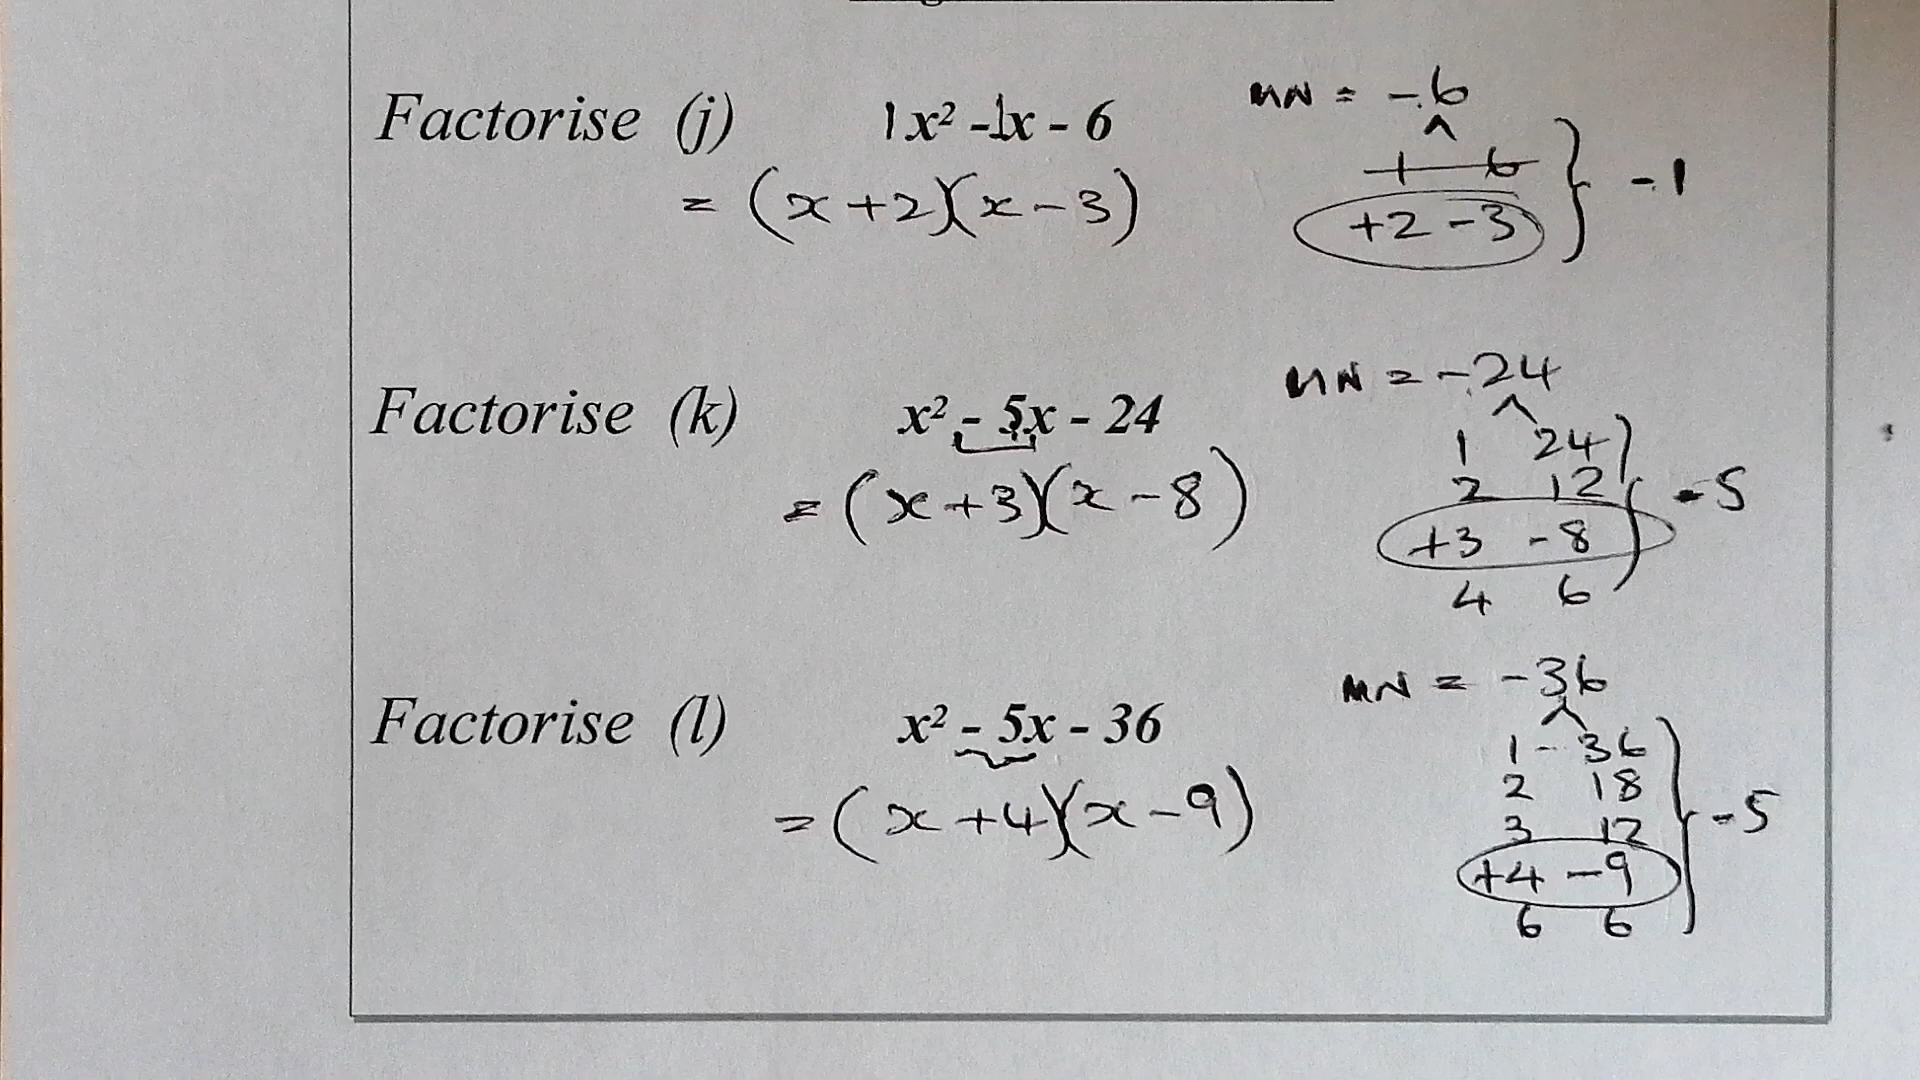 Factorise (j) 1x² - 1x - 6
= (x + 2)(x - 3)
MN = -6
1 6
+2 -3
-1
Factorise (k) x² - 5x - 24
= (x + 3)(x - 8)
MN = -24
1 24
2 12
+3 -8
4 6
-5
Factorise (l) x² - 5x - 36
= (x + 4)(x - 9)
MN = -36
1 - 36
2 18
3 12
+4 -9
6 6
-5